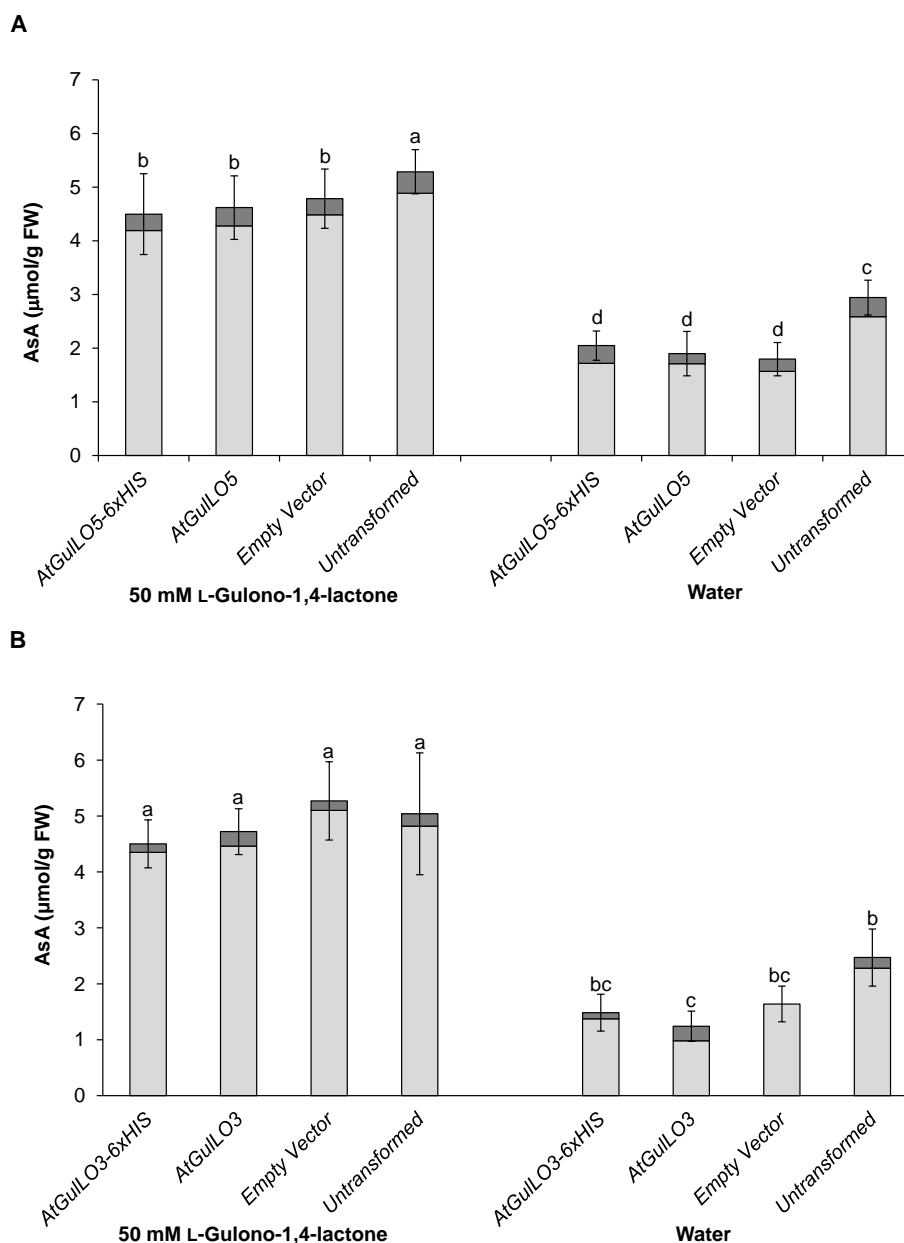 A
7
6
5
4
3
2
1
0
AsA (µmol/g FW)
b
b
b
a
d
d
d
c
AtGulLO5-6xHIS
AtGulLO5
Empty Vector
Untransformed
AtGulLO5-6xHIS
AtGulLO5
Empty Vector
Untransformed
50 mM L-Gulono-1,4-lactone
Water
B
7
6
5
4
3
2
1
0
AsA (µmol/g FW)
a
a
a
a
bc
c
bc
b
AtGulLO3-6xHIS
AtGulLO3
Empty Vector
Untransformed
AtGulLO3-6xHIS
AtGulLO3
Empty Vector
Untransformed
50 mM L-Gulono-1,4-lactone
Water